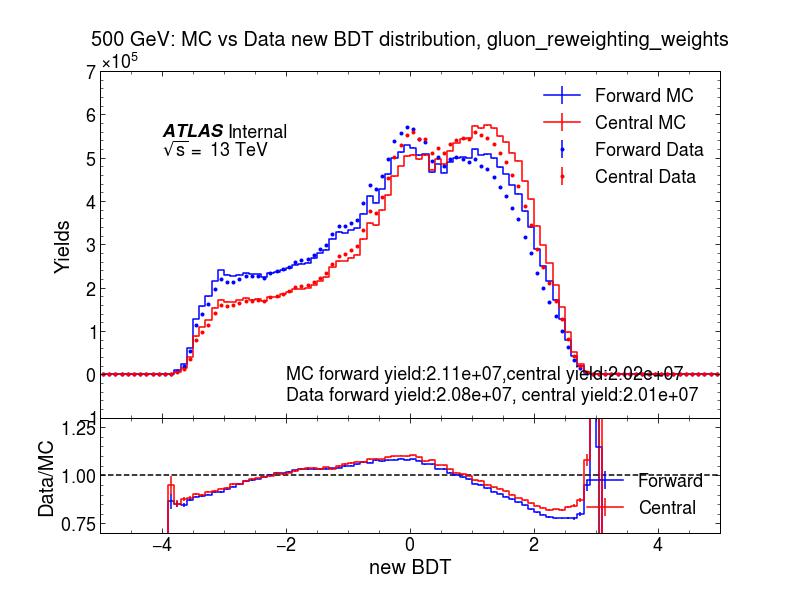 500 GeV: MC vs Data new BDT distribution, gluon_reweighting_weights
×10⁵
7
6
5
4
3
2
1
0
−1
Yields
ATLAS Internal
√s = 13 TeV
Forward MC
Central MC
Forward Data
Central Data
MC forward yield:2.11e+07,central yield:2.02e+07
Data forward yield:2.08e+07, central yield:2.01e+07
1.25
1.00
0.75
Data/MC
Forward
Central
−4 −2 0 2 4
new BDT